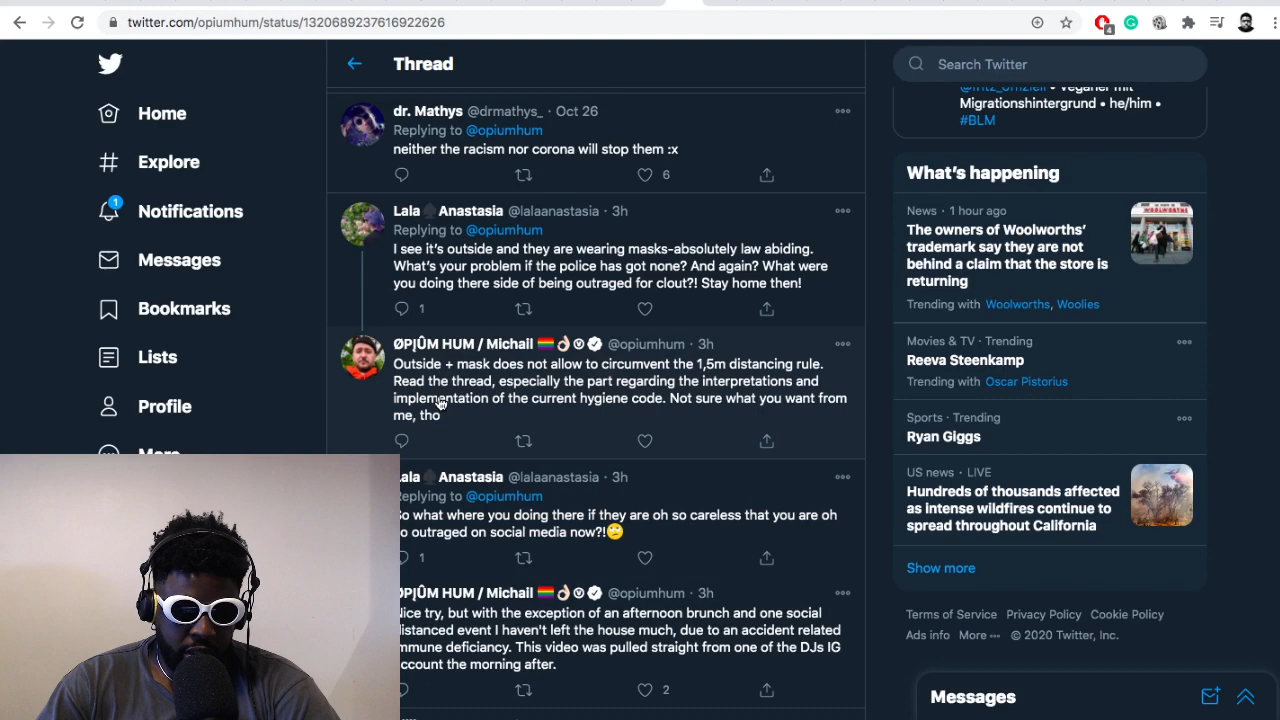 twitter.com/opiumhum/status/1320689237616922626
4
Home
Explore
1
Notifications
Messages
Bookmarks
Lists
Profile
Thread
dr. Mathys @drmathys_ · Oct 26
Replying to @opiumhum
neither the racism nor corona will stop them :x
6
Lala♠️Anastasia @lalaanastasia · 3h
Replying to @opiumhum
I see it's outside and they are wearing masks-absolutely law abiding.
What's your problem if the police has got none? And again? What were
you doing there side of being outraged for clout?! Stay home then!
1
ØP|ÛM HUM / Michail 🏳️‍🌈👌🏻 @opiumhum · 3h
Outside + mask does not allow to circumvent the 1,5m distancing rule.
Read the thread, especially the part regarding the interpretations and
implementation of the current hygiene code. Not sure what you want from
me, tho
Anastasia @lalaanastasia · 3h
Replying to @opiumhum
what where you doing there if they are oh so careless that you are oh
outraged on social media now?!🙄
1
ØP|ÛM HUM / Michail 🏳️‍🌈👌🏻 @opiumhum · 3h
try, but with the exception of an afternoon brunch and one social
distanced event I haven't left the house much, due to an accident related
deficiancy. This video was pulled straight from one of the DJs IG
account the morning after.
2
Search Twitter
Migrationshintergrund • he/him •
#BLM
What's happening
News · 1 hour ago
The owners of Woolworths'
trademark say they are not
behind a claim that the store is
returning
Trending with Woolworths, Woolies
WOOLWORTHS
Movies & TV · Trending
Reeva Steenkamp
Trending with Oscar Pistorius
Sports · Trending
Ryan Giggs
US news · LIVE
Hundreds of thousands affected
as intense wildfires continue to
spread throughout California
Show more
Terms of Service Privacy Policy Cookie Policy
Ads info More ··· © 2020 Twitter, Inc.
Messages